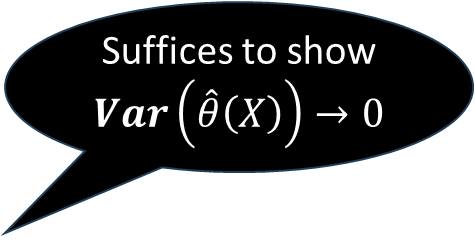 Suffices to show
𝑽𝒂𝒓(θ̂(X)) → 0